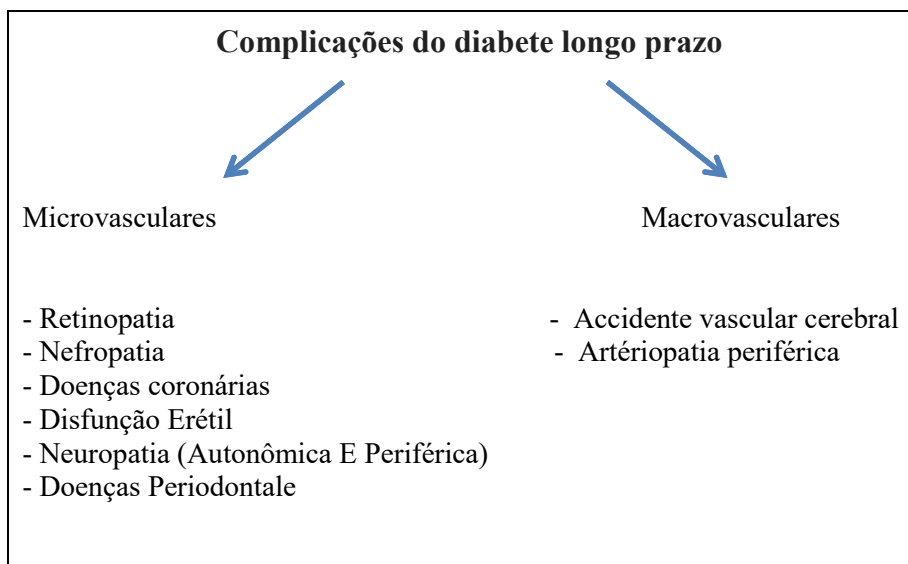 Complicações do diabete longo prazo
Microvasculares
Macrovasculares
- Retinopatia
- Nefropatia
- Doenças coronárias
- Disfunção Erétil
- Neuropatia (Autonômica E Periférica)
- Doenças Periodontale
- Accidente vascular cerebral
- Artériopatia periférica